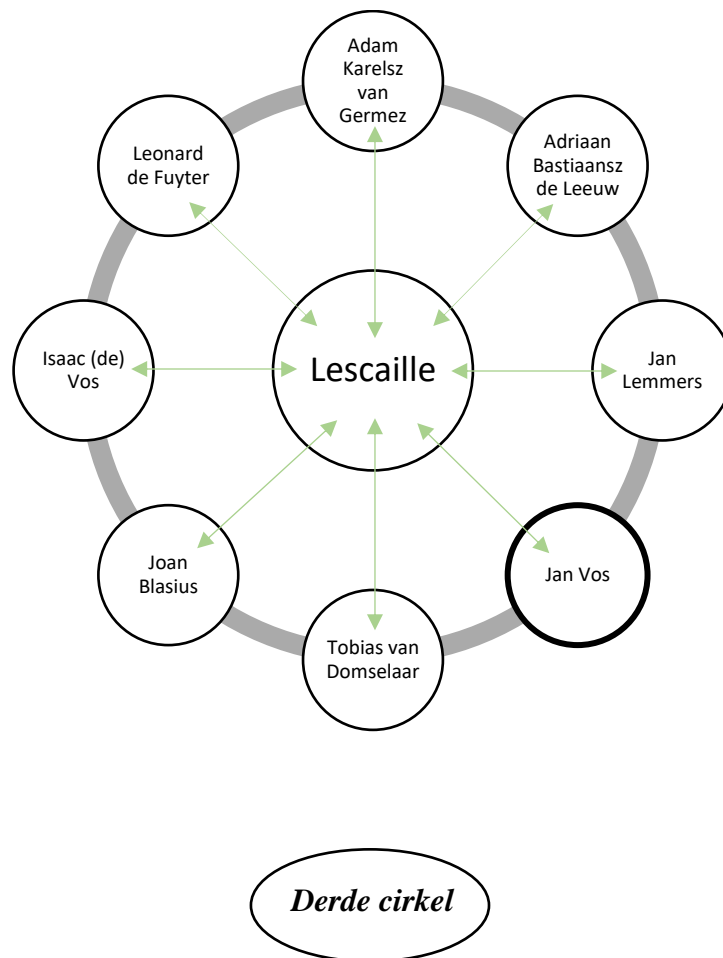 Adam
Karelsz
van
Germez
Leonard
de Fuyter
Adriaan
Bastiaansz
de Leeuw
Isaac (de)
Vos
Lescaille
Jan
Lemmers
Joan
Blasius
Jan Vos
Tobias van
Domselaar
Derde cirkel